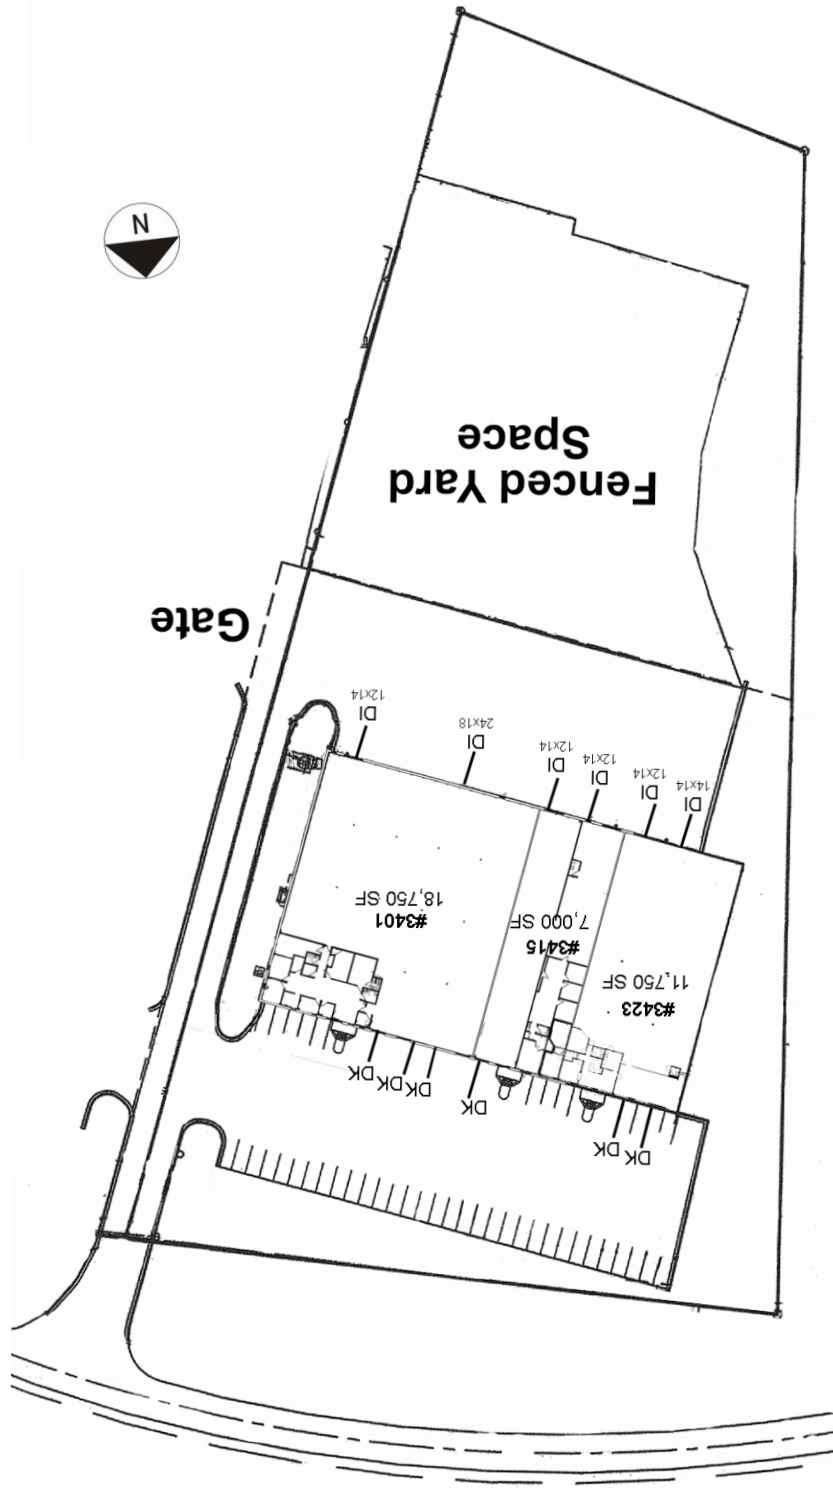 DK
DK
DK
DK
DK
DK
#3423
11,750 SF
#3415
7,000 SF
#3401
18,750 SF
DI
14x14
DI
12x14
DI
12x14
DI
12x14
DI
24x18
DI
12x14
Gate
Fenced Yard
Space
N